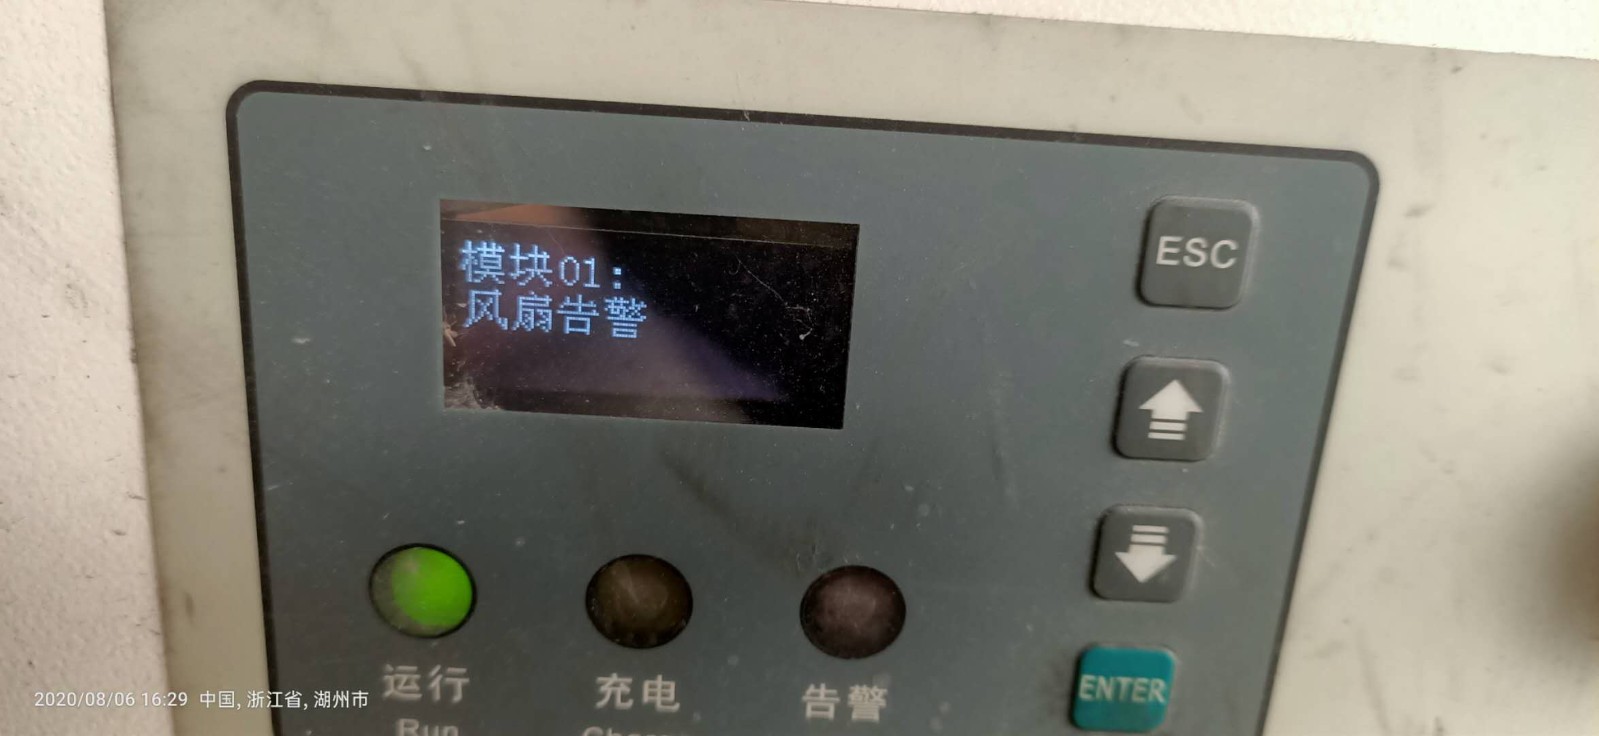 模块01:
风扇告警
ESC
ENTER
运行
Run
充电
告警
2020/08/06 16:29 中国, 浙江省, 湖州市